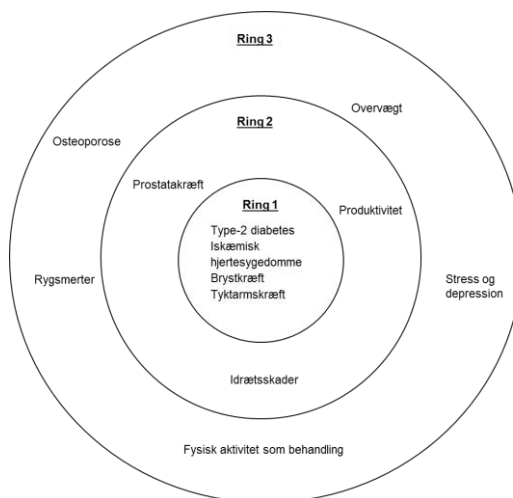 Ring 3
Overvægt
Ring 2
Osteoporose
Prostatakræft
Ring 1
Produktivitet
Type-2 diabetes
Iskæmisk
hjertesygedomme
Brystkræft
Tyktarmskræft
Rygsmerter
Stress og
depression
Idrætsskader
Fysisk aktivitet som behandling